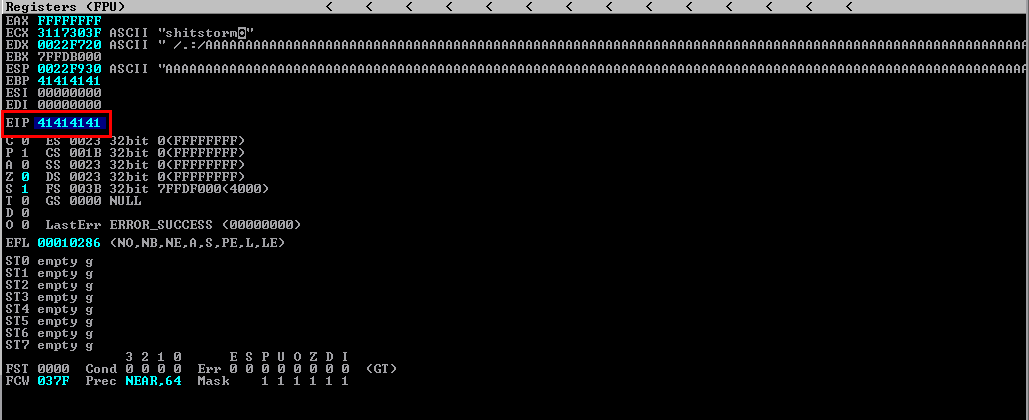 Registers (FPU) < < < < < < < < < < < < < <
EAX FFFFFFFF
ECX 3117303F ASCII "shitstorm"
EDX 0022F720 ASCII " /.:/AAAAAAAAAAAAAAAAAAAAAAAAAAAAAAAAAAAAAAAAAAAAAAAAAAAAAAAAAAAAAAAAAAAAAAAAAAAAAAAAAAAAAAAAAAAAAAAAAAAAAAA
EBX 7FFDB000
ESP 0022F930 ASCII "AAAAAAAAAAAAAAAAAAAAAAAAAAAAAAAAAAAAAAAAAAAAAAAAAAAAAAAAAAAAAAAAAAAAAAAAAAAAAAAAAAAAAAAAAAAAAAAAAAAAAAAAAAAA
EBP 41414141
ESI 00000000
EDI 00000000
EIP 41414141
C 0 ES 0023 32bit 0(FFFFFFFF)
P 1 CS 001B 32bit 0(FFFFFFFF)
A 0 SS 0023 32bit 0(FFFFFFFF)
Z 0 DS 0023 32bit 0(FFFFFFFF)
S 1 FS 003B 32bit 7FFDF000(4000)
T 0 GS 0000 NULL
D 0
O 0 LastErr ERROR_SUCCESS (00000000)
EFL 00010286 (NO,NB,NE,A,S,PE,L,LE)
ST0 empty g
ST1 empty g
ST2 empty g
ST3 empty g
ST4 empty g
ST5 empty g
ST6 empty g
ST7 empty g
3 2 1 0 E S P U O Z D I
FST 0000 Cond 0 0 0 0 Err 0 0 0 0 0 0 0 0 (GT)
FCW 037F Prec NEAR,64 Mask 1 1 1 1 1 1